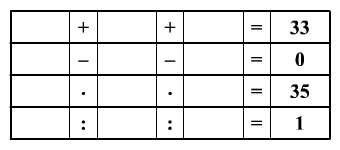 + + = 33
– – = 0
· · = 35
: : = 1